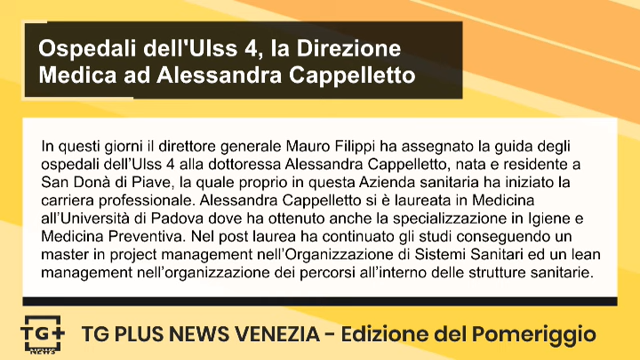 Ospedali dell'Ulss 4, la Direzione
Medica ad Alessandra Cappelletto
In questi giorni il direttore generale Mauro Filippi ha assegnato la guida degli
ospedali dell'Ulss 4 alla dottoressa Alessandra Cappelletto, nata e residente a
San Donà di Piave, la quale proprio in questa Azienda sanitaria ha iniziato la
carriera professionale. Alessandra Cappelletto si è laureata in Medicina
all'Università di Padova dove ha ottenuto anche la specializzazione in Igiene e
Medicina Preventiva. Nel post laurea ha continuato gli studi conseguendo un
master in project management nell'Organizzazione di Sistemi Sanitari ed un lean
management nell'organizzazione dei percorsi all'interno delle strutture sanitarie.
TG+
NEWS
TG PLUS NEWS VENEZIA - Edizione del Pomeriggio